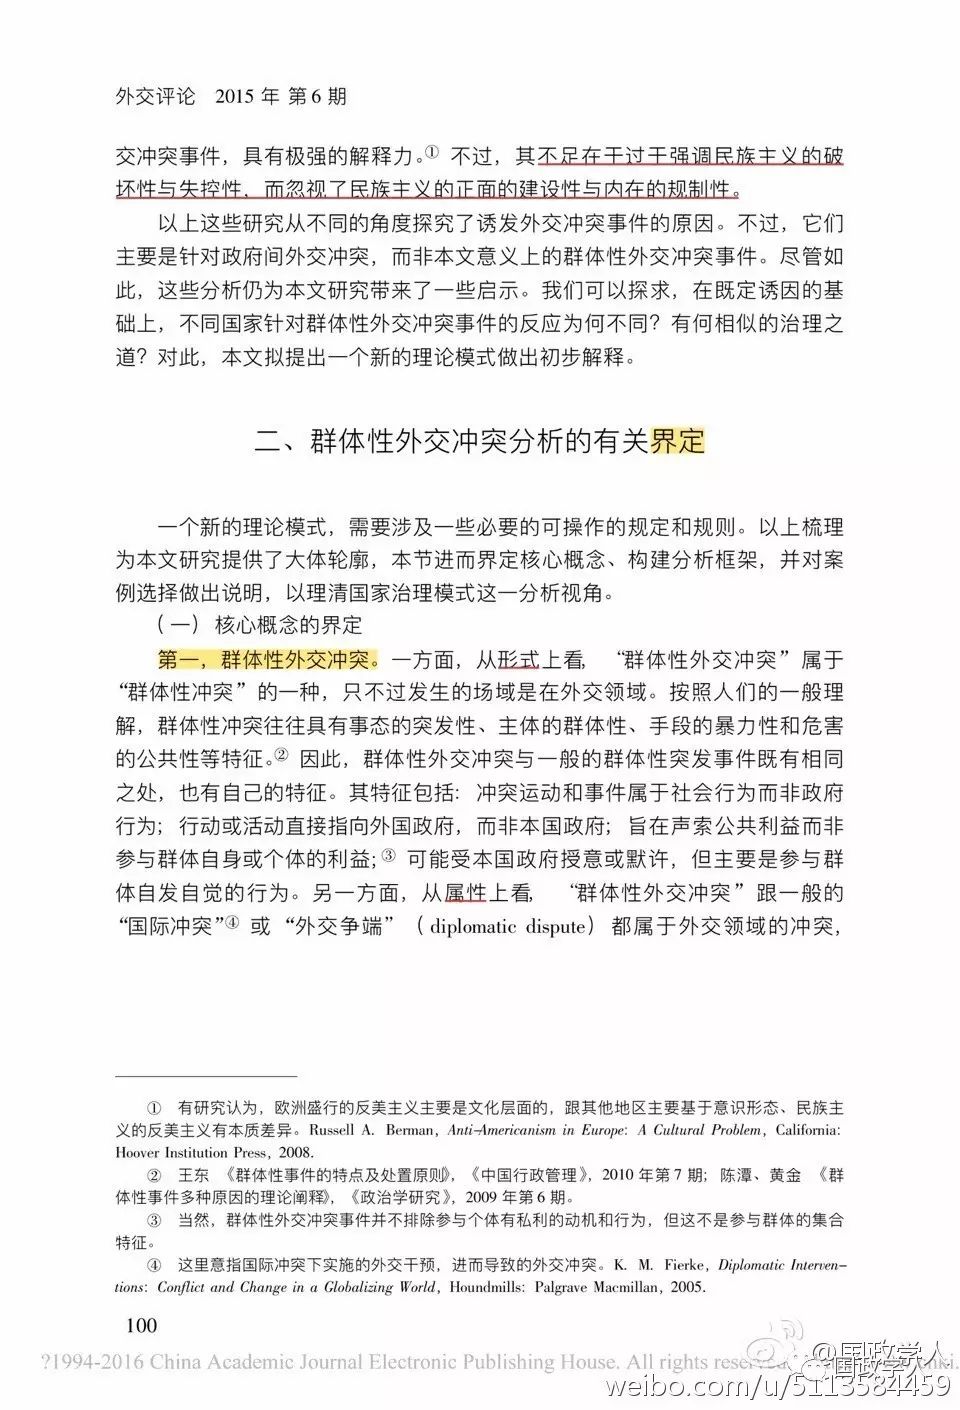 外交评论 2015 年 第 6 期
交冲突事件，具有极强的解释力。① 不过，其不足在于过于强调民族主义的破
坏性与失控性，而忽视了民族主义的正面的建设性与内在的规制性。
以上这些研究从不同的角度探究了诱发外交冲突事件的原因。不过，它们
主要是针对政府间外交冲突，而非本文意义上的群体性外交冲突事件。尽管如
此，这些分析仍为本文研究带来了一些启示。我们可以探求，在既定诱因的基
础上，不同国家针对群体性外交冲突事件的反应为何不同？有何相似的治理之
道？对此，本文拟提出一个新的理论模式做出初步解释。
二、群体性外交冲突分析的有关界定
一个新的理论模式，需要涉及一些必要的可操作的规定和规则。以上梳理
为本文研究提供了大体轮廓，本节进而界定核心概念、构建分析框架，并对案
例选择做出说明，以理清国家治理模式这一分析视角。
（一）核心概念的界定
第一，群体性外交冲突。一方面，从形式上看，“群体性外交冲突”属于
“群体性冲突”的一种，只不过发生的场域是在外交领域。按照人们的一般理
解，群体性冲突往往具有事态的突发性、主体的群体性、手段的暴力性和危害
的公共性等特征。② 因此，群体性外交冲突与一般的群体性突发事件既有相同
之处，也有自己的特征。其特征包括：冲突运动和事件属于社会行为而非政府
行为；行动或活动直接指向外国政府，而非本国政府；旨在声索公共利益而非
参与群体自身或个体的利益；③ 可能受本国政府授意或默许，但主要是参与群
体自发自觉的行为。另一方面，从属性上看，“群体性外交冲突”跟一般的
“国际冲突”④ 或“外交争端”（diplomatic dispute）都属于外交领域的冲突，
① 有研究认为，欧洲盛行的反美主义主要是文化层面的，跟其他地区主要基于意识形态、民族主
义的反美主义有本质差异。Russell A. Berman, Anti-Americanism in Europe: A Cultural Problem, California:
Hoover Institution Press, 2008.
② 王东《群体性事件的特点及处置原则》，《中国行政管理》，2010 年第 7 期；陈潭、黄金《群
体性事件多种原因的理论阐释》，《政治学研究》，2009 年第 6 期。
③ 当然，群体性外交冲突事件并不排除参与个体有私利的动机和行为，但这不是参与群体的集合
特征。
④ 这里意指国际冲突下实施的外交干预，进而导致的外交冲突。K. M. Fierke, Diplomatic Interven-
tions: Conflict and Change in a Globalizing World, Houndmills: Palgrave Macmillan, 2005.
100
?1994-2016 China Academic Journal Electronic Publishing House. All rights reserved.
@国政学人
国政学人
weibo.com/u/5113584459